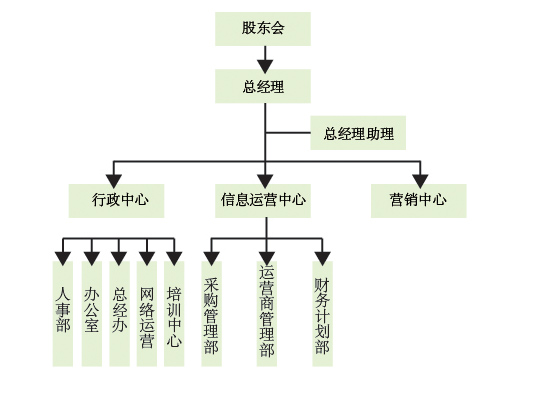 股东会
总经理
总经理助理
行政中心
信息运营中心
营销中心
人事部
办公室
总经办
网络运营
培训中心
采购管理部
运营商管理部
财务计划部